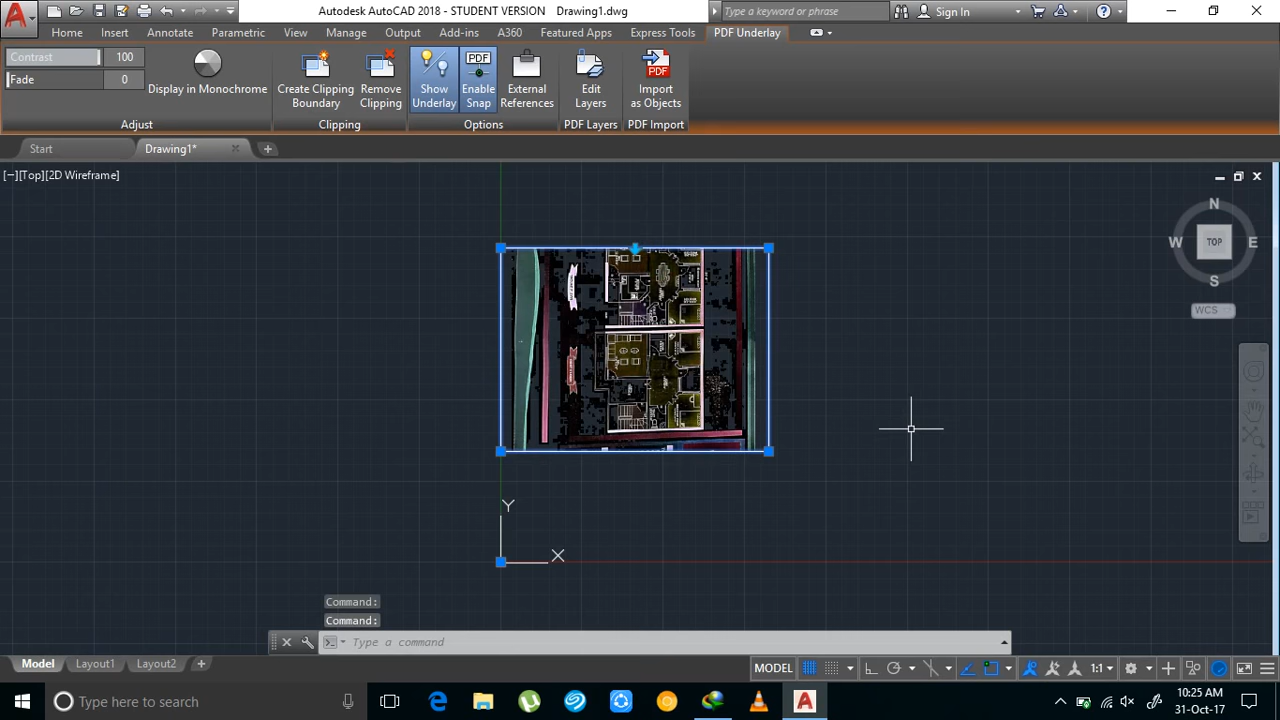 Autodesk AutoCAD 2018 - STUDENT VERSION Drawing1.dwg
Type a keyword or phrase
Sign In
Home Insert Annotate Parametric View Manage Output Add-ins A360 Featured Apps Express Tools PDF Underlay
Contrast 100
Fade 0
Display in Monochrome
Create Clipping Boundary
Remove Clipping
Show Underlay
PDF
Enable Snap
External References
Edit Layers
PDF
Import as Objects
Adjust
Clipping
Options
PDF Layers
PDF Import
Start
Drawing1*
[−][Top][2D Wireframe]
N
W TOP E
S
WCS
Y
X
Command:
Command:
Type a command
Model Layout1 Layout2
MODEL
1:1
Type here to search
10:25 AM
31-Oct-17